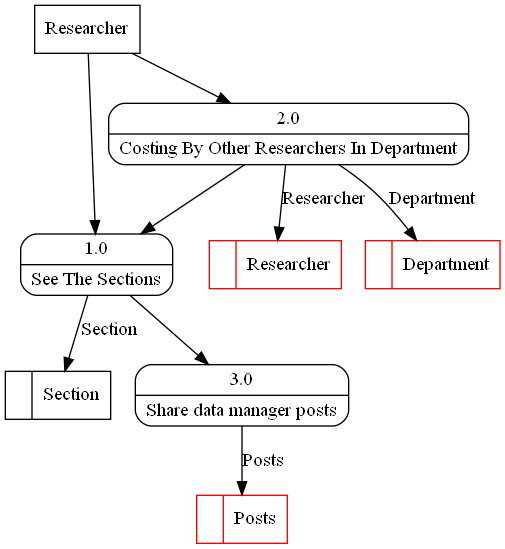 Researcher
2.0
Costing By Other Researchers In Department
Researcher
Department
1.0
See The Sections
Researcher
Department
Section
Section
3.0
Share data manager posts
Posts
Posts